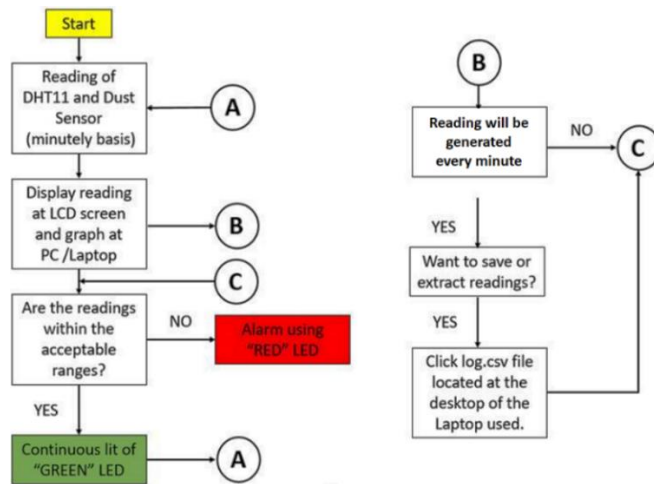 Start
Reading of
DHT11 and Dust
Sensor
(minutely basis)
A
Display reading
at LCD screen
and graph at
PC /Laptop
B
C
Are the readings
within the
acceptable
ranges?
NO
Alarm using
"RED" LED
YES
Continuous lit of
"GREEN" LED
A
B
Reading will be
generated
every minute
NO
C
YES
Want to save or
extract readings?
YES
Click log.csv file
located at the
desktop of the
Laptop used.